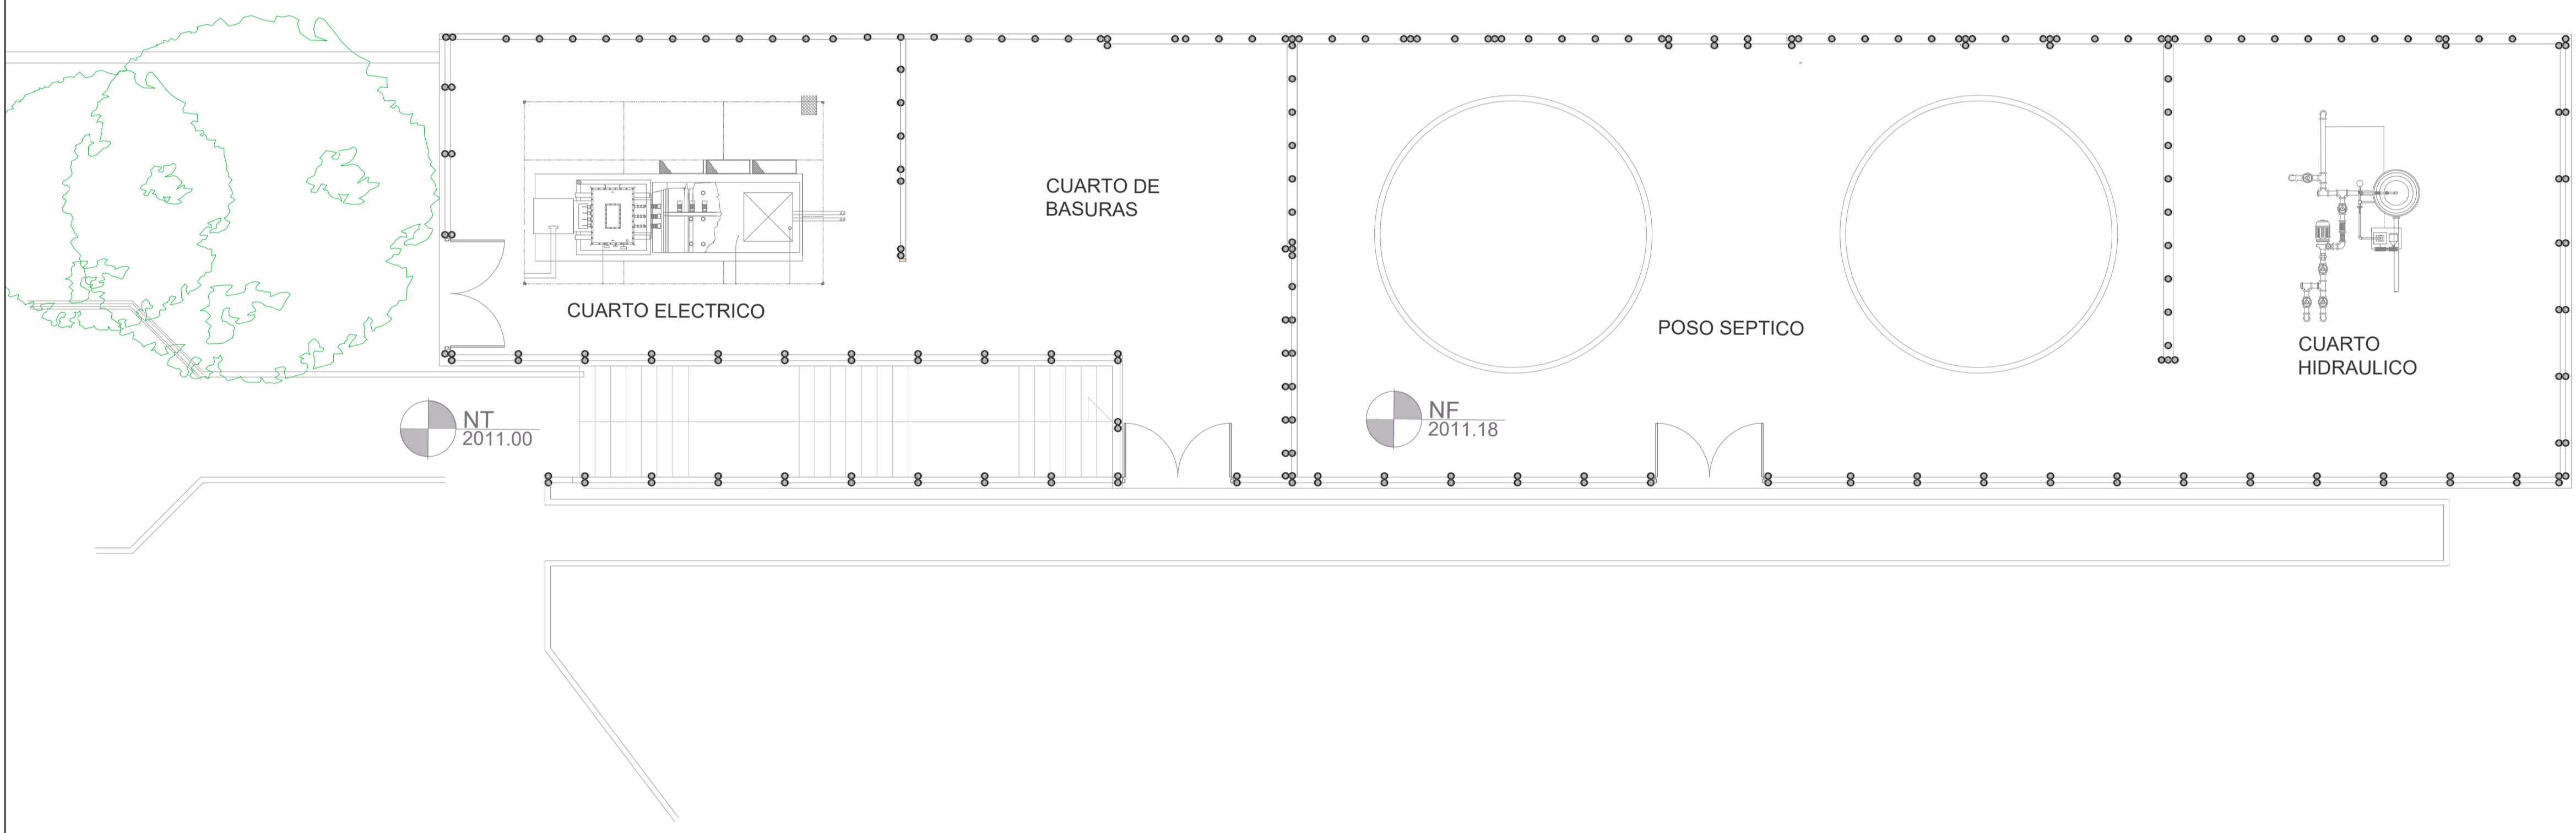 CUARTO DE
BASURAS
CUARTO ELECTRICO
POSO SEPTICO
CUARTO
HIDRAULICO
NT
2011.00
NF
2011.18